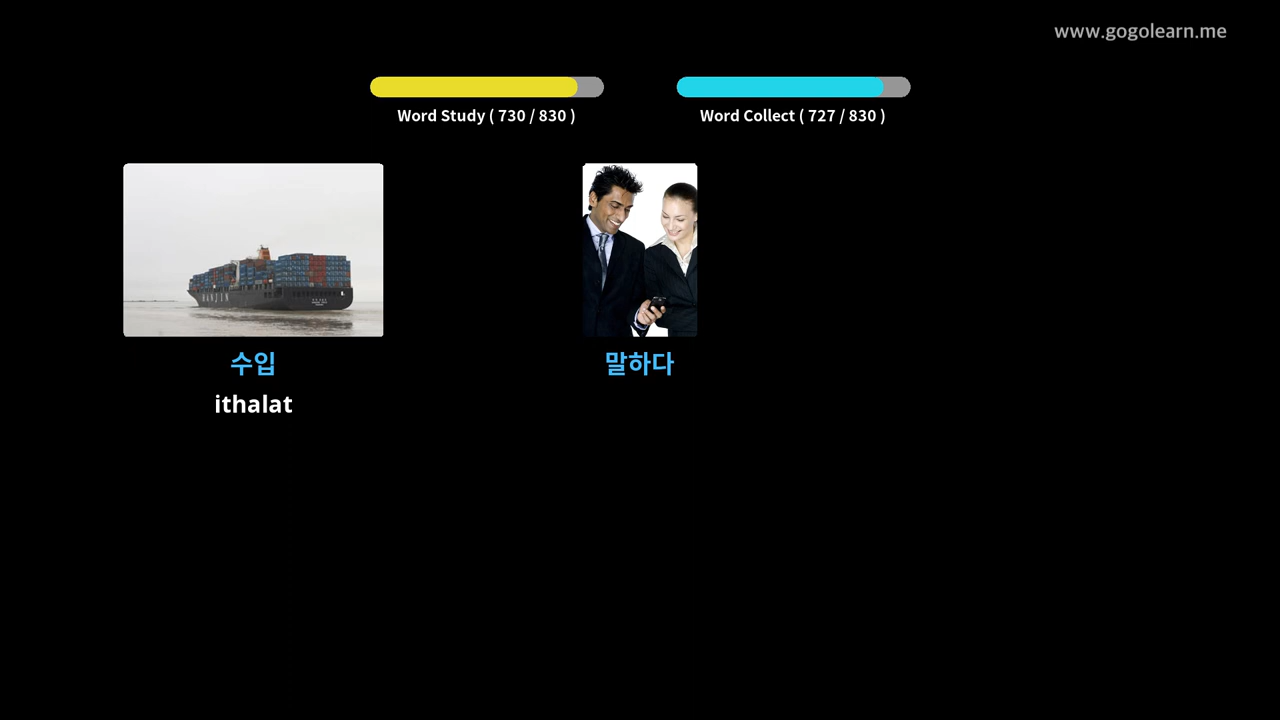 www.gogolearn.me
Word Study ( 730 / 830 )
Word Collect ( 727 / 830 )
수입
말하다
ithalat